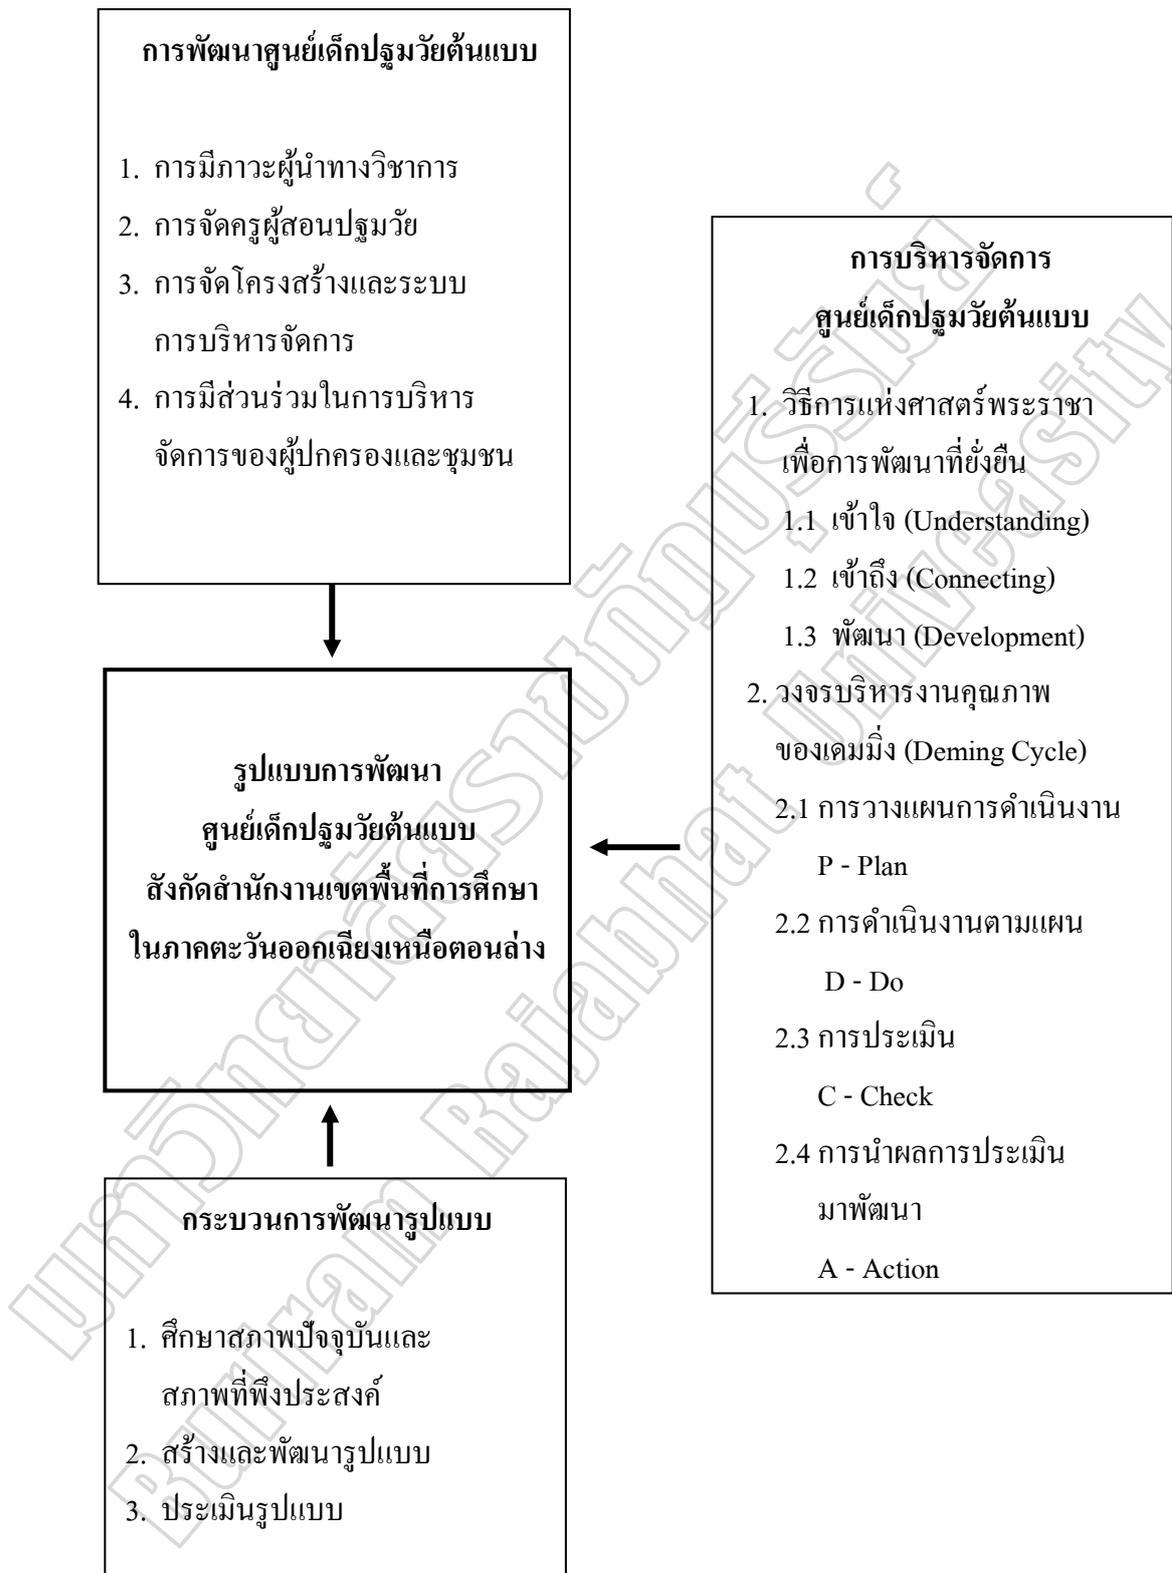 การพัฒนาศูนย์เด็กปฐมวัยต้นแบบ
1. การมีภาวะผู้นำทางวิชาการ
2. การจัดครูผู้สอนปฐมวัย
3. การจัดโครงสร้างและระบบ
การบริหารจัดการ
4. การมีส่วนร่วมในการบริหาร
จัดการของผู้ปกครองและชุมชน
การบริหารจัดการ
ศูนย์เด็กปฐมวัยต้นแบบ
1. วิธีการแห่งศาสตร์พระราชา
เพื่อการพัฒนาที่ยั่งยืน
1.1 เข้าใจ (Understanding)
1.2 เข้าถึง (Connecting)
1.3 พัฒนา (Development)
2. วงจรบริหารงานคุณภาพ
ของเดมมิ่ง (Deming Cycle)
2.1 การวางแผนการดำเนินงาน
P - Plan
2.2 การดำเนินงานตามแผน
D - Do
2.3 การประเมิน
C - Check
2.4 การนำผลการประเมิน
มาพัฒนา
A - Action
รูปแบบการพัฒนา
ศูนย์เด็กปฐมวัยต้นแบบ
สังกัดสำนักงานเขตพื้นที่การศึกษา
ในภาคตะวันออกเฉียงเหนือตอนล่าง
กระบวนการพัฒนารูปแบบ
1. ศึกษาสภาพปัจจุบันและ
สภาพที่พึงประสงค์
2. สร้างและพัฒนารูปแบบ
3. ประเมินรูปแบบ
มหาวิทยาลัยราชภัฏบุรีรัมย์
Buriram Rajabhat Univeasity